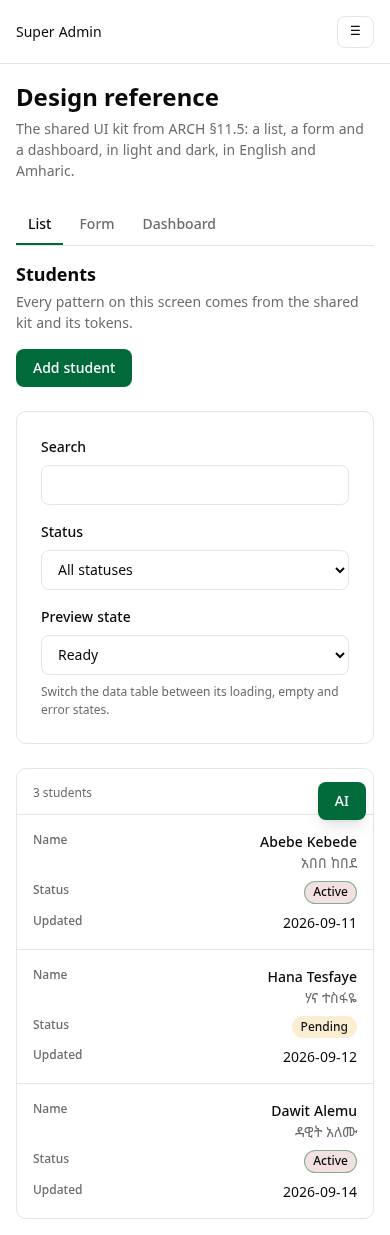 Super Admin
☰
Design reference
The shared UI kit from ARCH §11.5: a list, a form and
a dashboard, in light and dark, in English and
Amharic.
List Form Dashboard
Students
Every pattern on this screen comes from the shared
kit and its tokens.
Add student
Search
Status
All statuses
Preview state
Ready
Switch the data table between its loading, empty and
error states.
3 students
AI
Name Abebe Kebede
አበበ ከበደ
Status Active
Updated 2026-09-11
Name Hana Tesfaye
ሃና ተስፋዬ
Status Pending
Updated 2026-09-12
Name Dawit Alemu
ዳዊት አለሙ
Status Active
Updated 2026-09-14